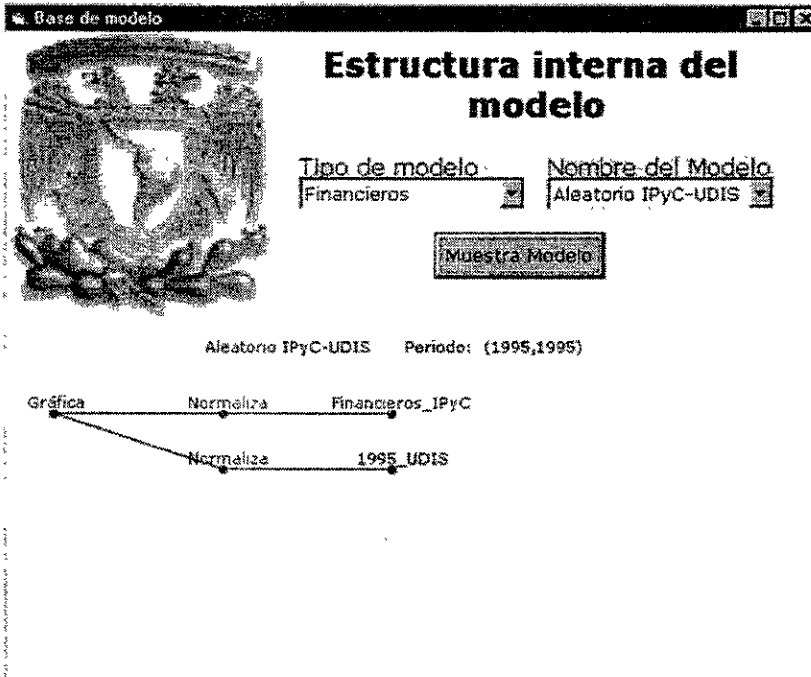 Base de modelo
Estructura interna del
modelo
Tipo de modelo Nombre del Modelo
Financieros Aleatorio IPyC-UDIS
Muestra Modelo
Aleatorio IPyC-UDIS Periodo: (1995,1995)
Gráfica Normaliza Financieros_IPyC
Normaliza 1995_UDIS